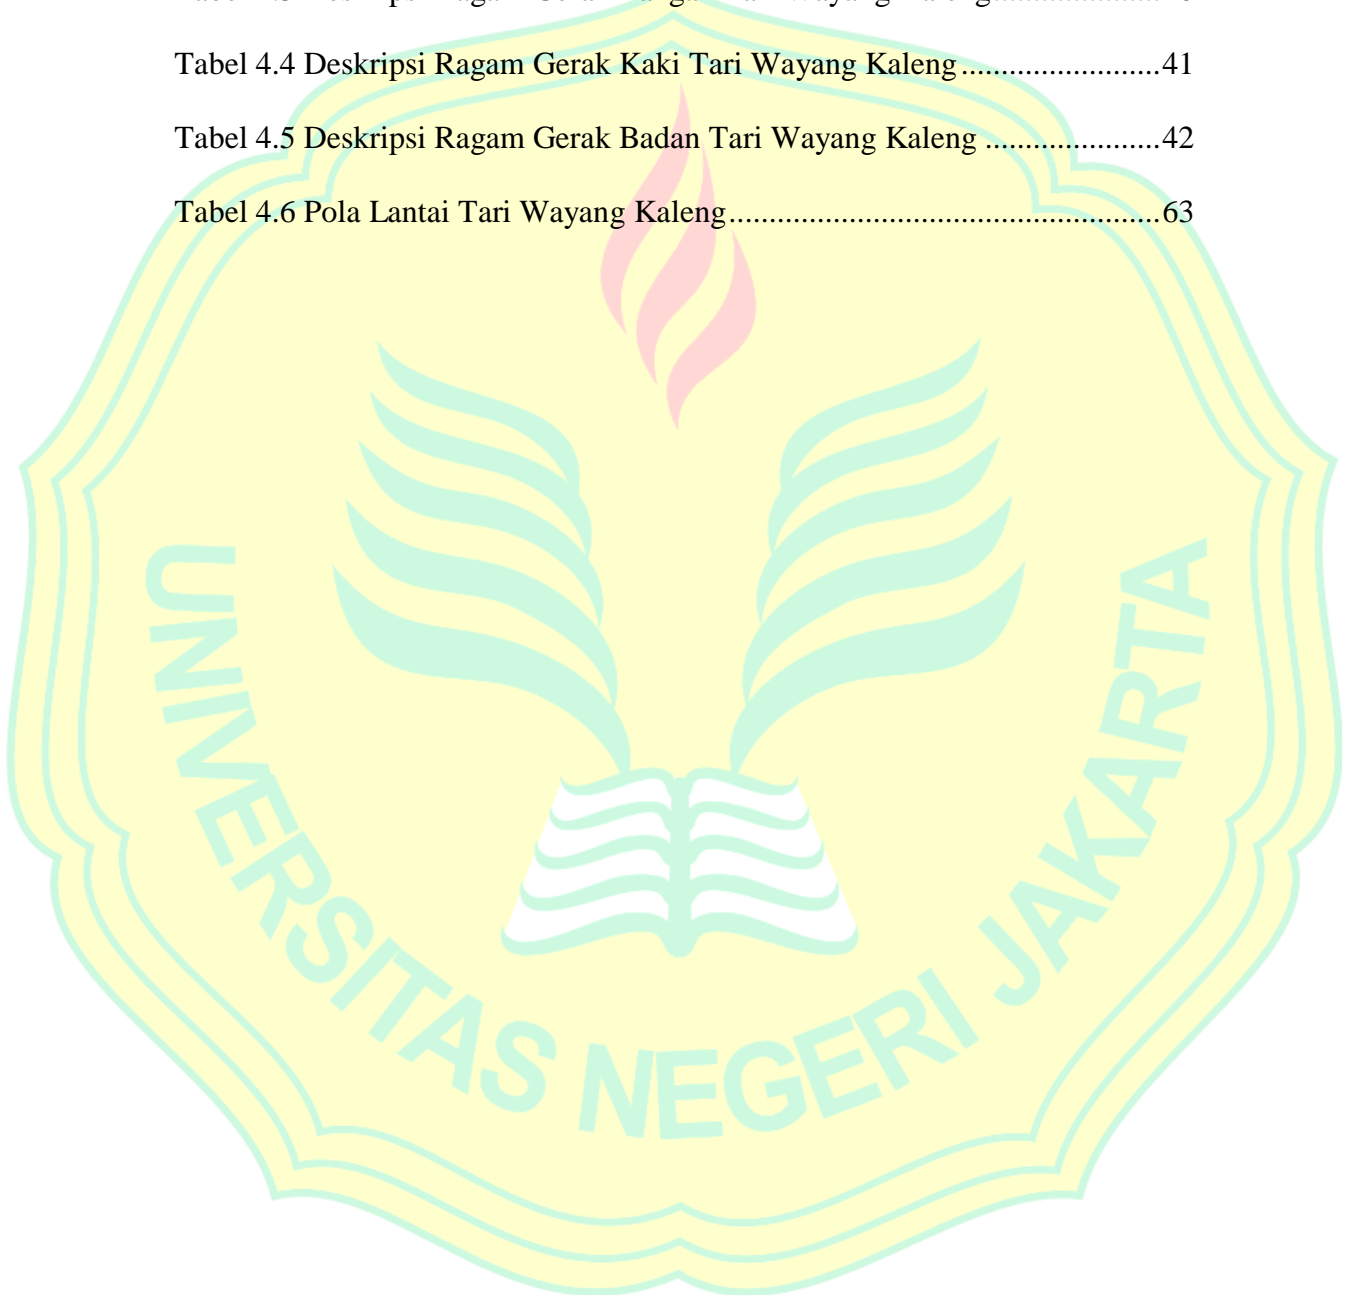 Tabel 4.4 Deskripsi Ragam Gerak Kaki Tari Wayang Kaleng.......................41
Tabel 4.5 Deskripsi Ragam Gerak Badan Tari Wayang Kaleng ....................42
Tabel 4.6 Pola Lantai Tari Wayang Kaleng.................................................63
UNIVERSITAS NEGERI JAKARTA